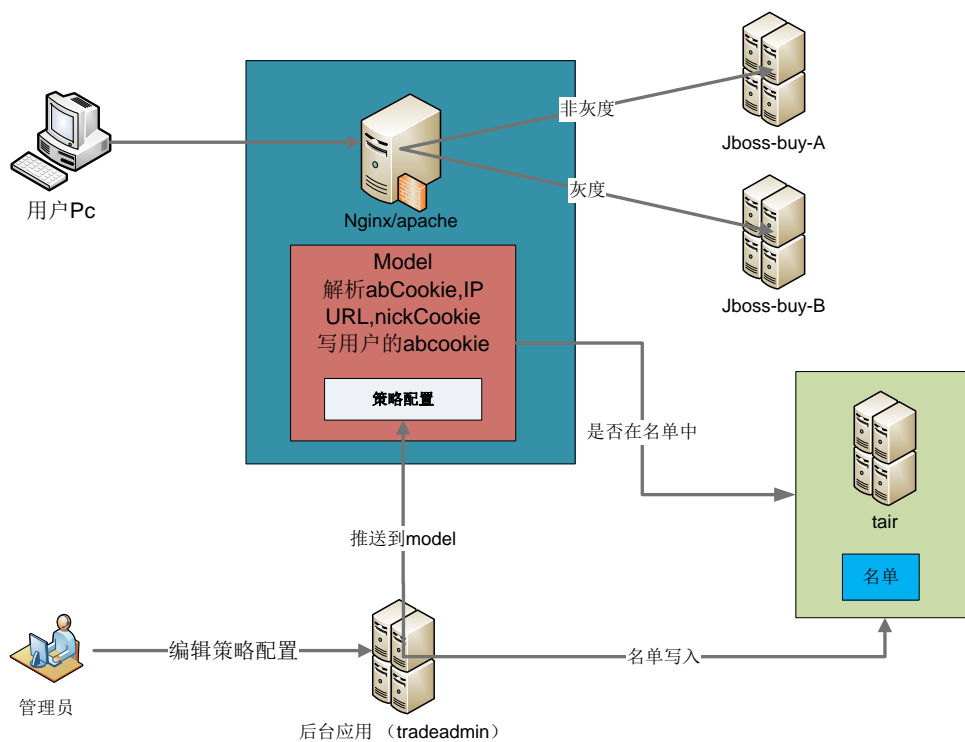 非灰度
Jboss-buy-A
用户Pc
Nginx/apache
灰度
Jboss-buy-B
Model
解析abCookie,IP
URL,nickCookie
写用户的abcookie
策略配置
是否在名单中
tair
名单
推送到model
编辑策略配置
名单写入
管理员
后台应用 （tradeadmin）